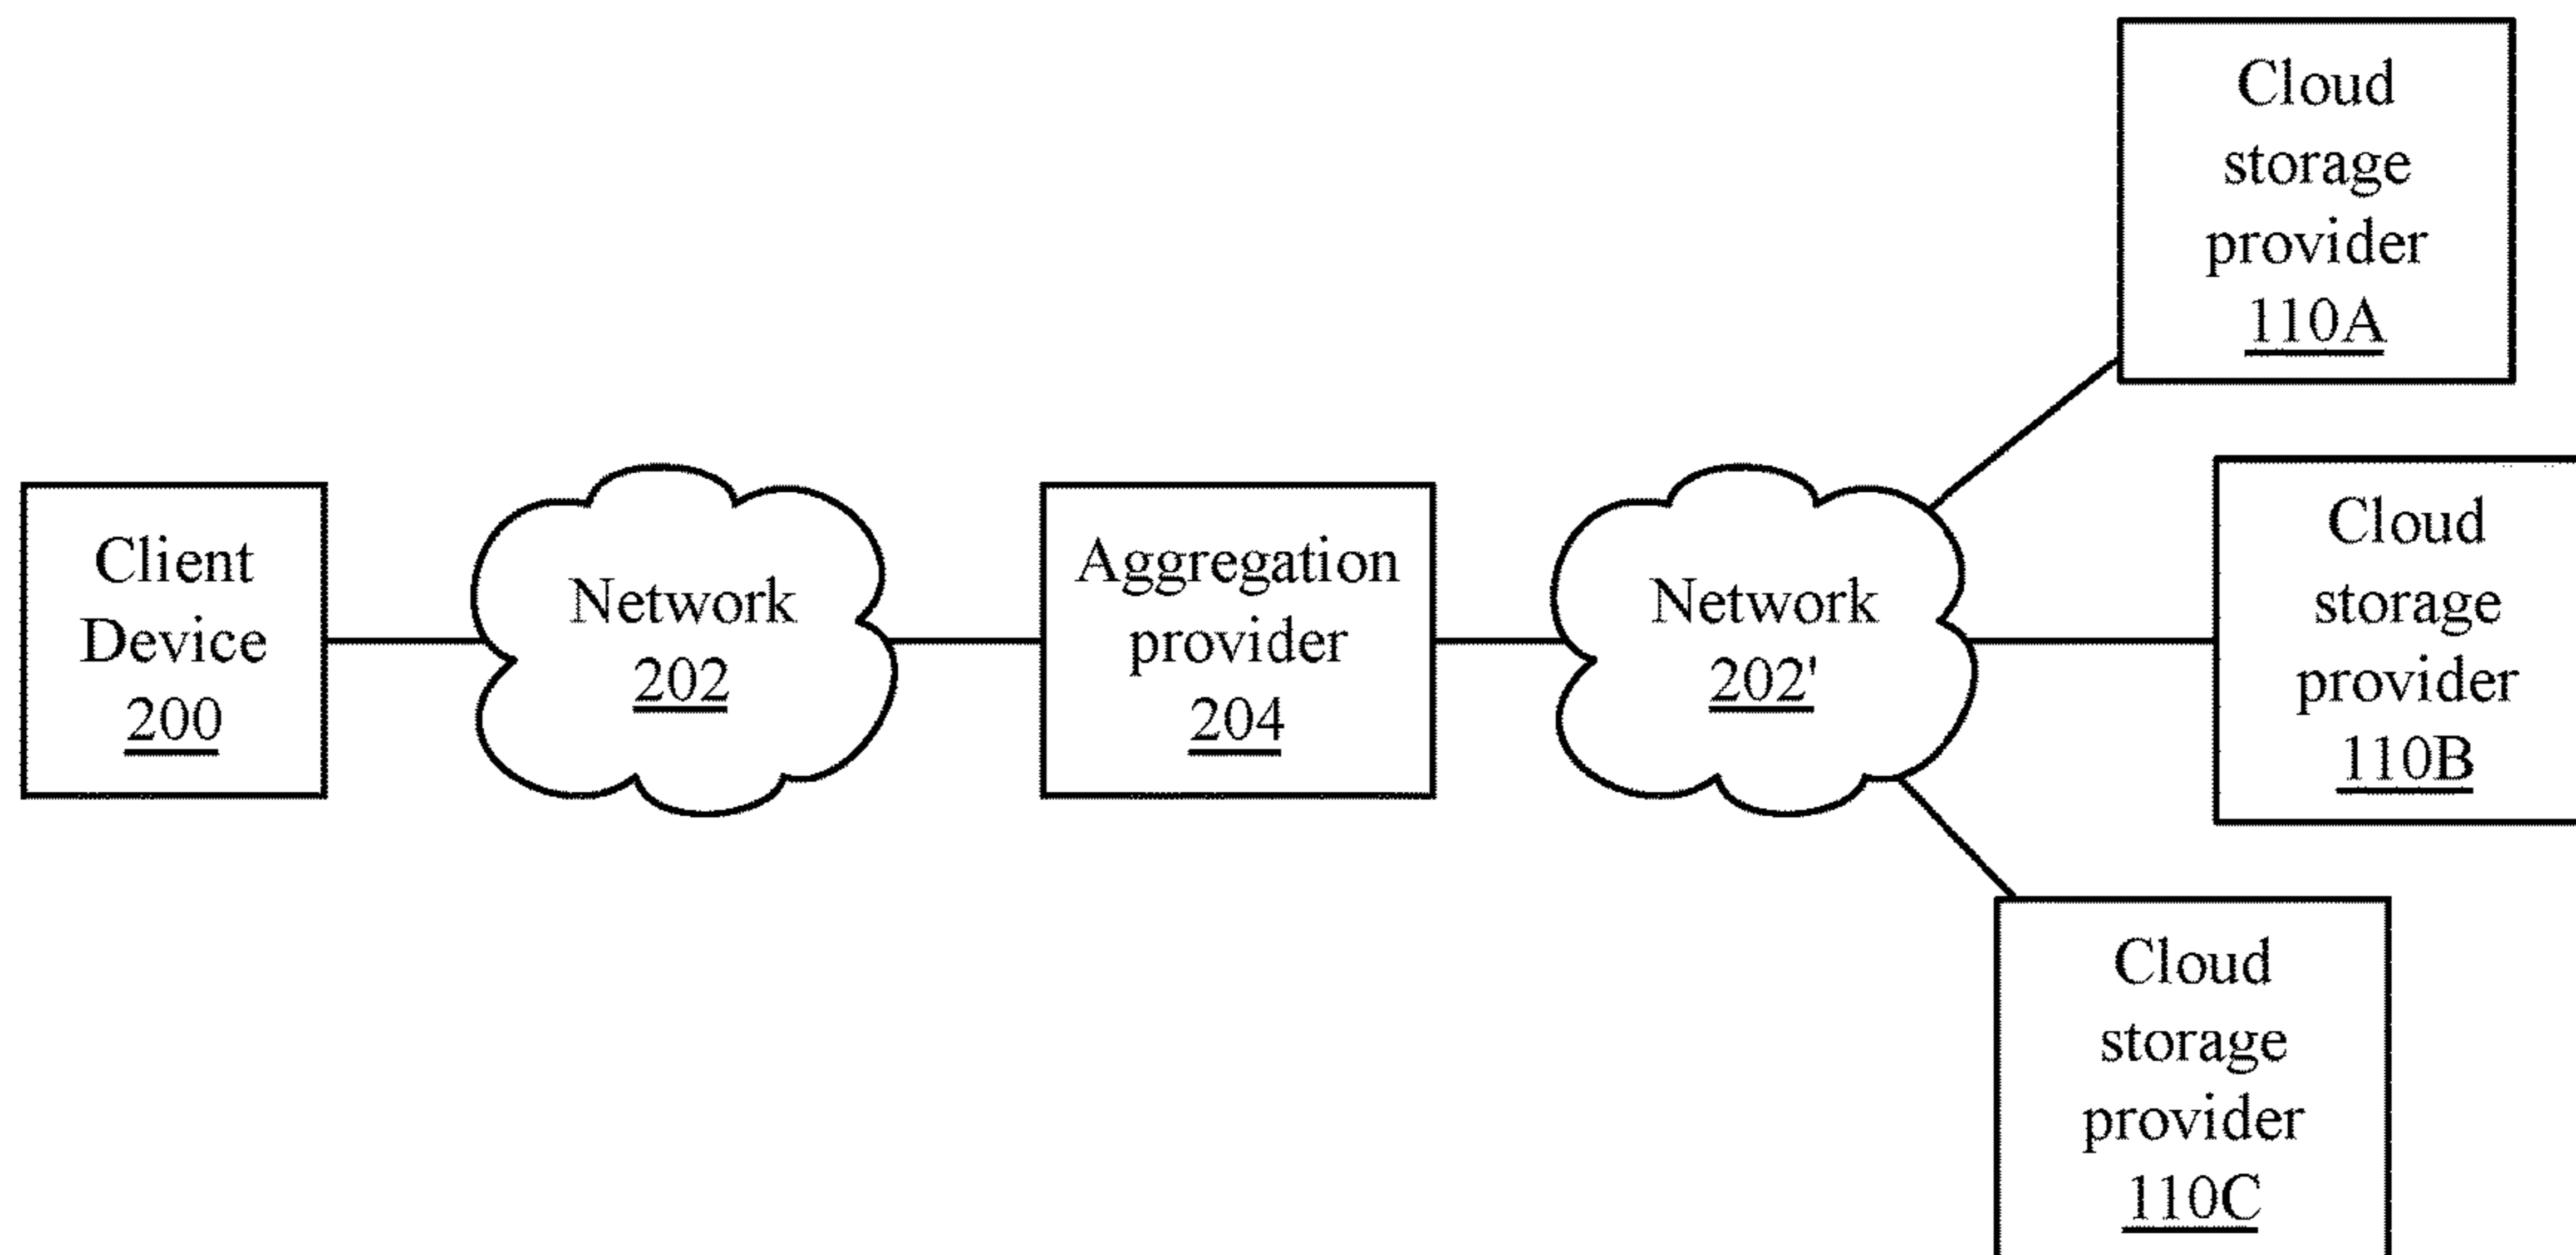 Client
Device
200
Network
202
Aggregation
provider
204
Network
202'
Cloud
storage
provider
110A
Cloud
storage
provider
110B
Cloud
storage
provider
110C